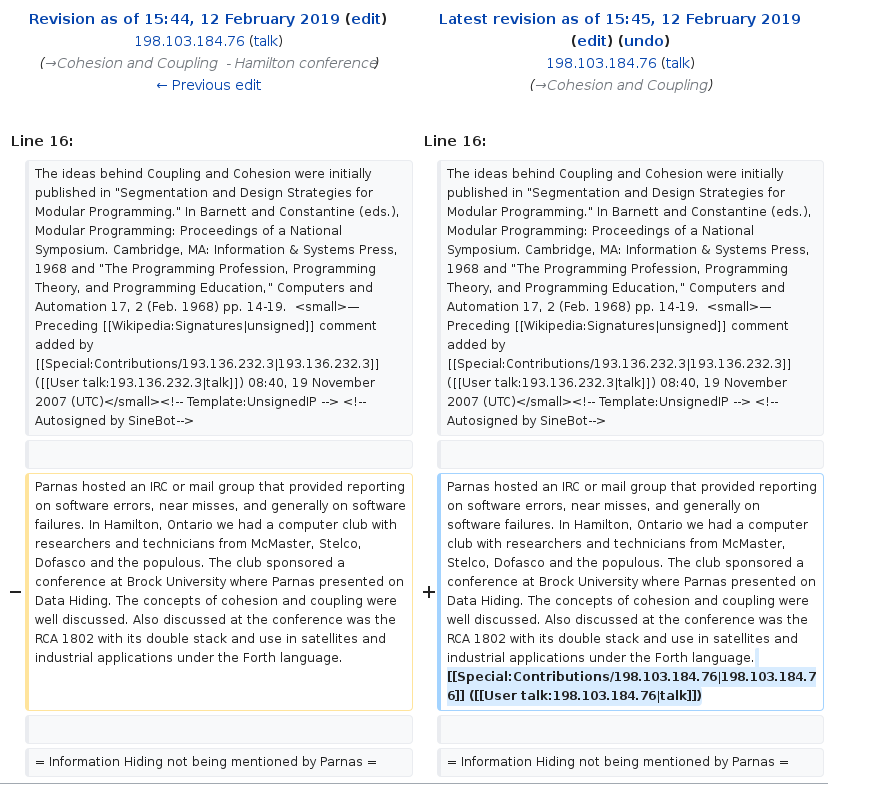 Revision as of 15:44, 12 February 2019 (edit)
198.103.184.76 (talk)
(→Cohesion and Coupling - Hamilton conference)
← Previous edit
Latest revision as of 15:45, 12 February 2019
(edit) (undo)
198.103.184.76 (talk)
(→Cohesion and Coupling)
Line 16:
The ideas behind Coupling and Cohesion were initially
published in "Segmentation and Design Strategies for
Modular Programming." In Barnett and Constantine (eds.),
Modular Programming: Proceedings of a National
Symposium. Cambridge, MA: Information & Systems Press,
1968 and "The Programming Profession, Programming
Theory, and Programming Education," Computers and
Automation 17, 2 (Feb. 1968) pp. 14-19.  <small>—
Preceding [[Wikipedia:Signatures|unsigned]] comment
added by
[[Special:Contributions/193.136.232.3|193.136.232.3]]
([[User talk:193.136.232.3|talk]]) 08:40, 19 November
2007 (UTC)</small><!-- Template:UnsignedIP --> <!--
Autosigned by SineBot-->
−
Parnas hosted an IRC or mail group that provided reporting
on software errors, near misses, and generally on software
failures. In Hamilton, Ontario we had a computer club with
researchers and technicians from McMaster, Stelco,
Dofasco and the populous. The club sponsored a
conference at Brock University where Parnas presented on
Data Hiding. The concepts of cohesion and coupling were
well discussed. Also discussed at the conference was the
RCA 1802 with its double stack and use in satellites and
industrial applications under the Forth language.
= Information Hiding not being mentioned by Parnas =
Line 16:
The ideas behind Coupling and Cohesion were initially
published in "Segmentation and Design Strategies for
Modular Programming." In Barnett and Constantine (eds.),
Modular Programming: Proceedings of a National
Symposium. Cambridge, MA: Information & Systems Press,
1968 and "The Programming Profession, Programming
Theory, and Programming Education," Computers and
Automation 17, 2 (Feb. 1968) pp. 14-19.  <small>—
Preceding [[Wikipedia:Signatures|unsigned]] comment
added by
[[Special:Contributions/193.136.232.3|193.136.232.3]]
([[User talk:193.136.232.3|talk]]) 08:40, 19 November
2007 (UTC)</small><!-- Template:UnsignedIP --> <!--
Autosigned by SineBot-->
+
Parnas hosted an IRC or mail group that provided reporting
on software errors, near misses, and generally on
software failures. In Hamilton, Ontario we had a computer
club with researchers and technicians from McMaster,
Stelco, Dofasco and the populous. The club sponsored a
conference at Brock University where Parnas presented on
Data Hiding. The concepts of cohesion and coupling were
well discussed. Also discussed at the conference was the
RCA 1802 with its double stack and use in satellites and
industrial applications under the Forth language.
[[Special:Contributions/198.103.184.76|198.103.184.7
6]] ([[User talk:198.103.184.76|talk]])
= Information Hiding not being mentioned by Parnas =